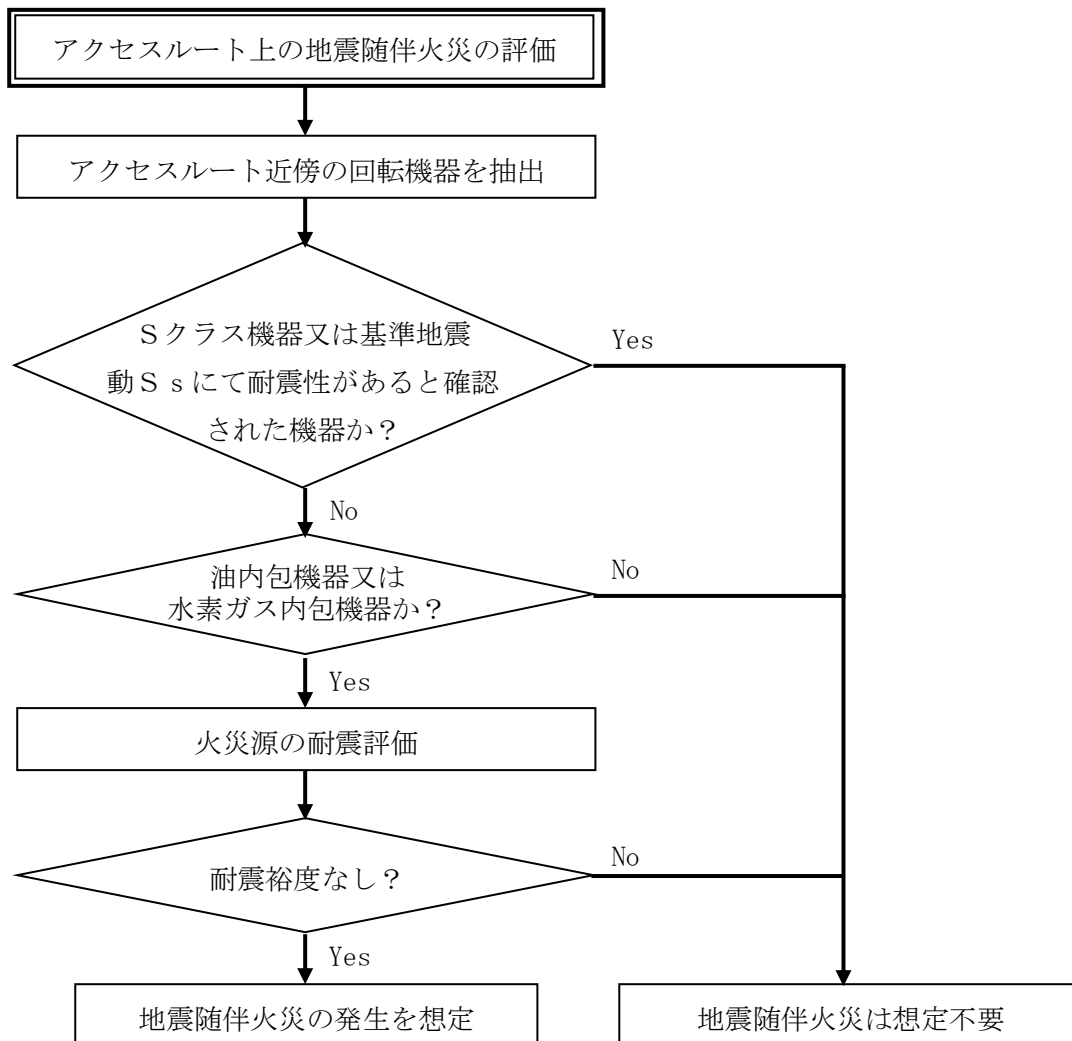 アクセスルート上の地震随伴火災の評価
アクセスルート近傍の回転機器を抽出
Ｓクラス機器又は基準地震
動Ｓｓにて耐震性があると確認
された機器か？
Yes
No
油内包機器又は
水素ガス内包機器か？
No
Yes
火災源の耐震評価
耐震裕度なし？
No
Yes
地震随伴火災の発生を想定
地震随伴火災は想定不要